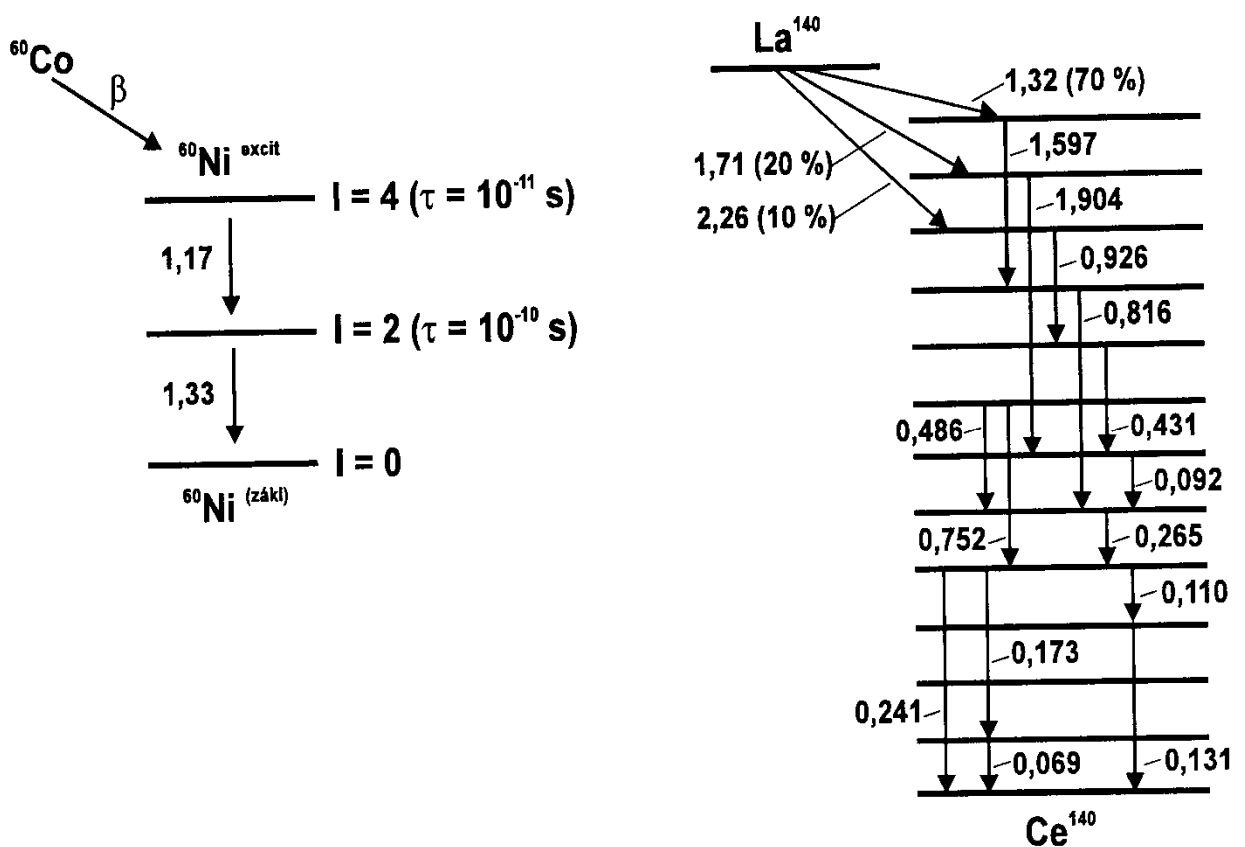 ⁶⁰Co
β
⁶⁰Ni excit
I = 4 (τ = 10⁻¹¹ s)
1,17
I = 2 (τ = 10⁻¹⁰ s)
1,33
I = 0
⁶⁰Ni (zákl)
La¹⁴⁰
1,32 (70 %)
1,597
1,71 (20 %)
1,904
2,26 (10 %)
0,926
0,816
0,486
0,431
0,092
0,752
0,265
0,110
0,173
0,241
0,069
0,131
Ce¹⁴⁰